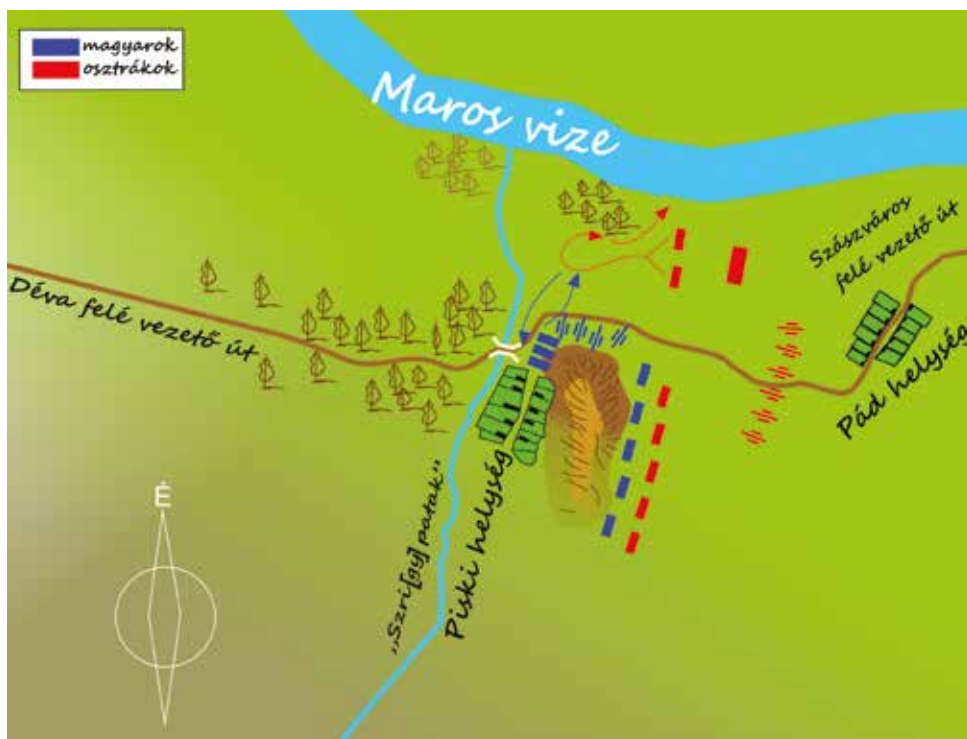 magyarok
osztrákok
Maros vize
Szászváros
felé vezető út
Déva felé vezető út
Pád helység
Piski helység
„Szri[gy] patak”
É